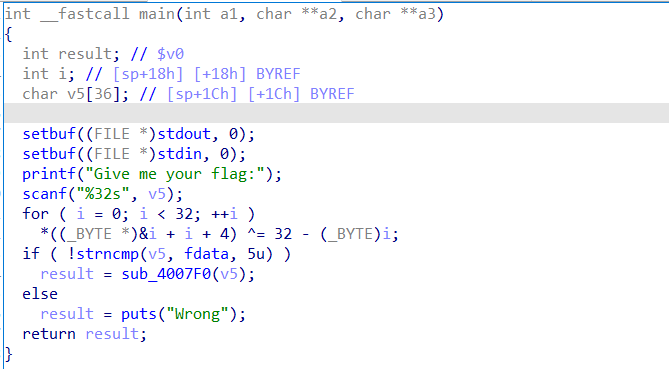 int __fastcall main(int a1, char **a2, char **a3)
{
  int result; // $v0
  int i; // [sp+18h] [+18h] BYREF
  char v5[36]; // [sp+1Ch] [+1Ch] BYREF
  setbuf((FILE *)stdout, 0);
  setbuf((FILE *)stdin, 0);
  printf("Give me your flag:");
  scanf("%32s", v5);
  for ( i = 0; i < 32; ++i )
    *((_BYTE *)&i + i + 4) ^= 32 - (_BYTE)i;
  if ( !strncmp(v5, fdata, 5u) )
    result = sub_4007F0(v5);
  else
    result = puts("Wrong");
  return result;
}